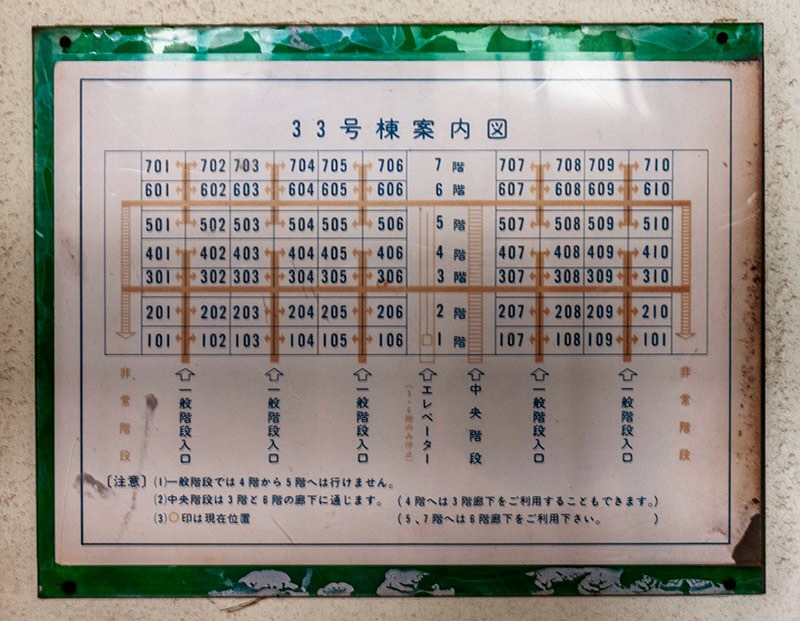 33号棟案内図
701 702 703 704 705 706 7階 707 708 709 710
601 602 603 604 605 606 6階 607 608 609 610
501 502 503 504 505 506 5階 507 508 509 510
401 402 403 404 405 406 4階 407 408 409 410
301 302 303 304 305 306 3階 307 308 309 310
201 202 203 204 205 206 2階 207 208 209 210
101 102 103 104 105 106 1階 107 108 109 101
非常階段
一般階段入口
一般階段入口
一般階段入口
エレベーター
中央階段
一般階段入口
一般階段入口
非常階段
〔注意〕(1)一般階段では4階から5階へは行けません。
(2)中央階段は3階と6階の廊下に通じます。(4階へは3階廊下をご利用することもできます。)
(3)○印は現在位置 (5、7階へは6階廊下をご利用下さい。)